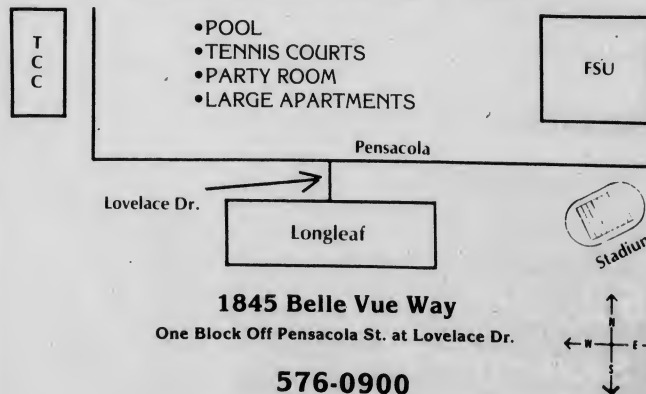 T
C
C
•POOL
•TENNIS COURTS
•PARTY ROOM
•LARGE APARTMENTS
FSU
Pensacola
Lovelace Dr.
Longleaf
Stadium
1845 Belle Vue Way
One Block Off Pensacola St. at Lovelace Dr.
N
W
E
S
576-0900